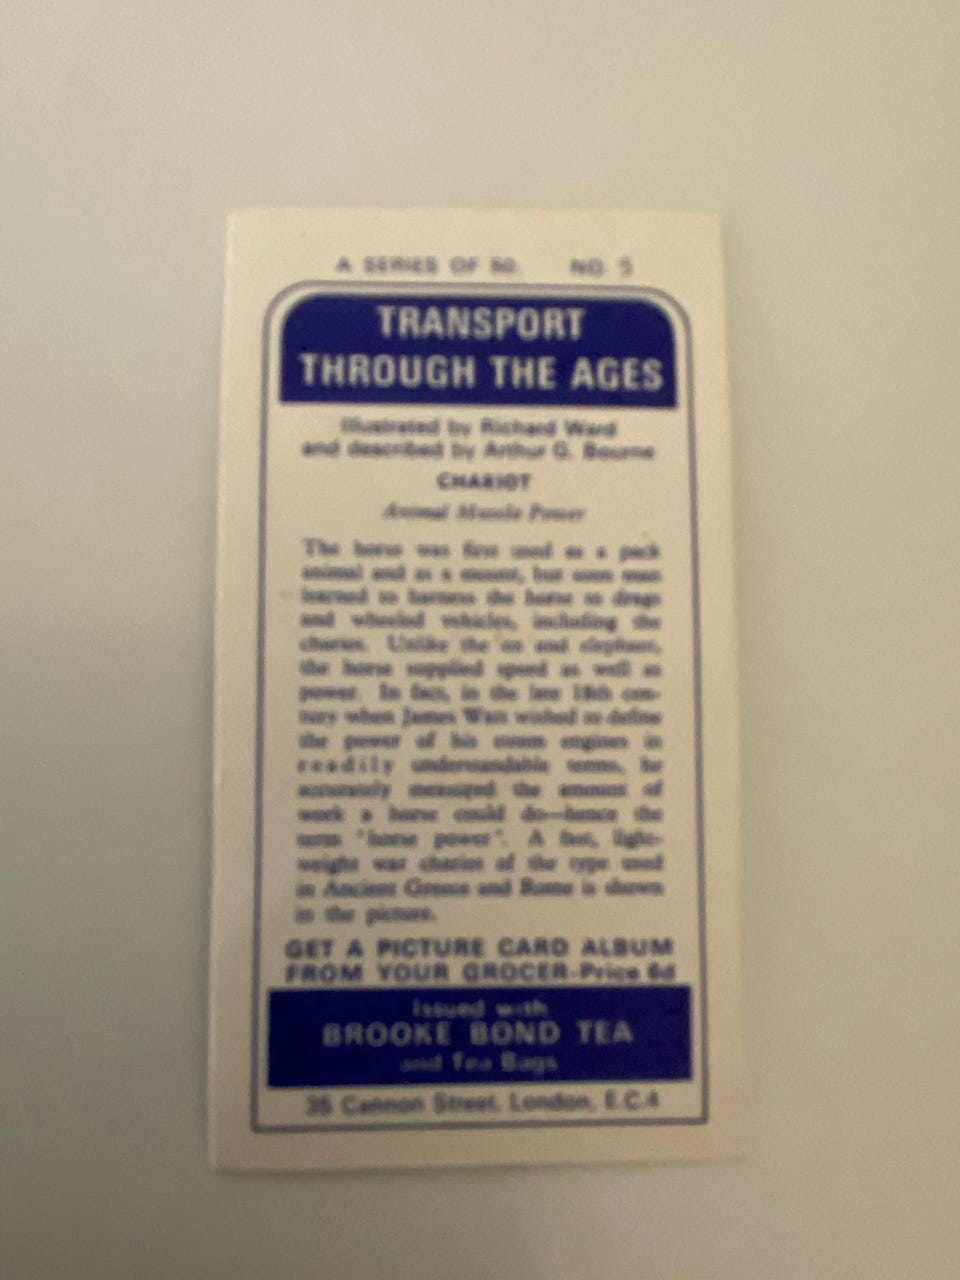 A SERIES OF 50. NO. 5
TRANSPORT
THROUGH THE AGES
Illustrated by Richard Ward
and described by Arthur G. Bourne
CHARIOT
Animal Muscle Power
The horse was first used as a pack
animal and as a mount, but soon man
learned to harness the horse to drags
and wheeled vehicles, including the
chariot. Unlike the ox and elephant,
the horse supplied speed as well as
power. In fact, in the late 18th cen-
tury when James Watt wished to define
the power of his steam engines in
readily understandable terms, he
accurately measured the amount of
work a horse could do—hence the
term "horse power". A fast, light-
weight war chariot of the type used
in Ancient Greece and Rome is shown
in the picture.
GET A PICTURE CARD ALBUM
FROM YOUR GROCER-Price 6d
Issued with
BROOKE BOND TEA
and Tea Bags
35 Cannon Street, London, E.C.4